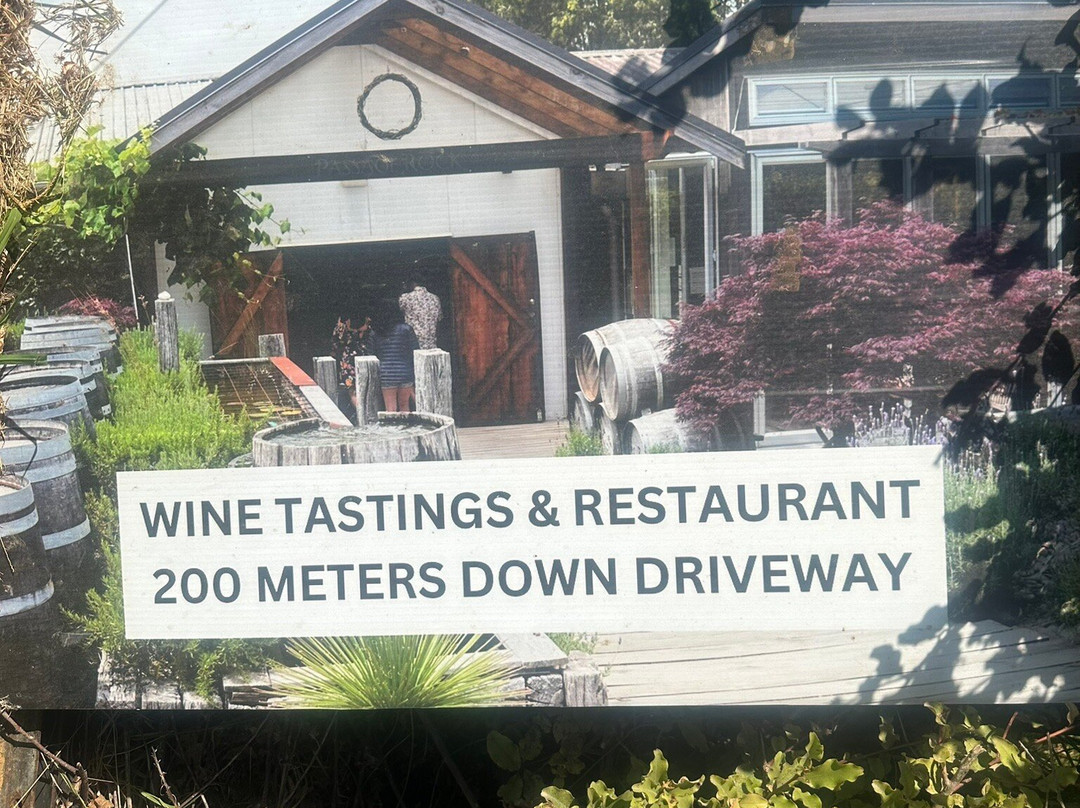 WINE TASTINGS & RESTAURANT
200 METERS DOWN DRIVEWAY